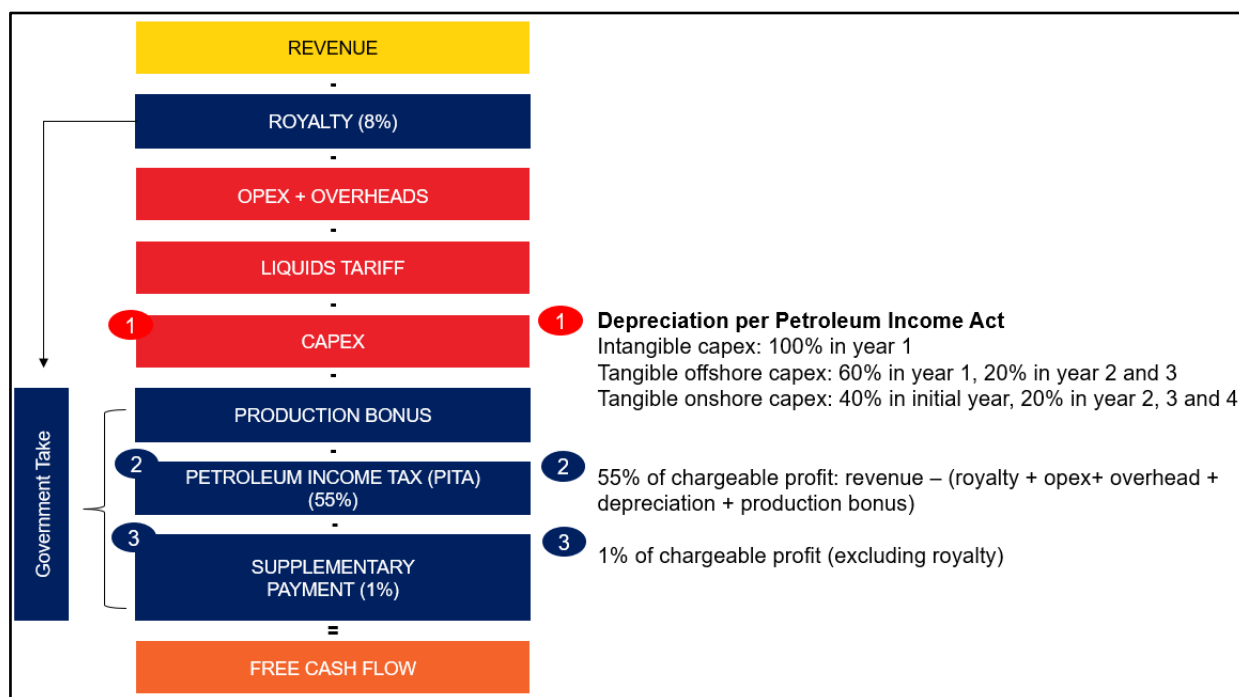 REVENUE
-
ROYALTY (8%)
-
OPEX + OVERHEADS
-
LIQUIDS TARIFF
-
1
CAPEX
-
PRODUCTION BONUS
-
2
PETROLEUM INCOME TAX (PITA)
(55%)
-
3
SUPPLEMENTARY
PAYMENT (1%)
=
FREE CASH FLOW
Government Take
1
Depreciation per Petroleum Income Act
Intangible capex: 100% in year 1
Tangible offshore capex: 60% in year 1, 20% in year 2 and 3
Tangible onshore capex: 40% in initial year, 20% in year 2, 3 and 4
2
55% of chargeable profit: revenue – (royalty + opex+ overhead +
depreciation + production bonus)
3
1% of chargeable profit (excluding royalty)